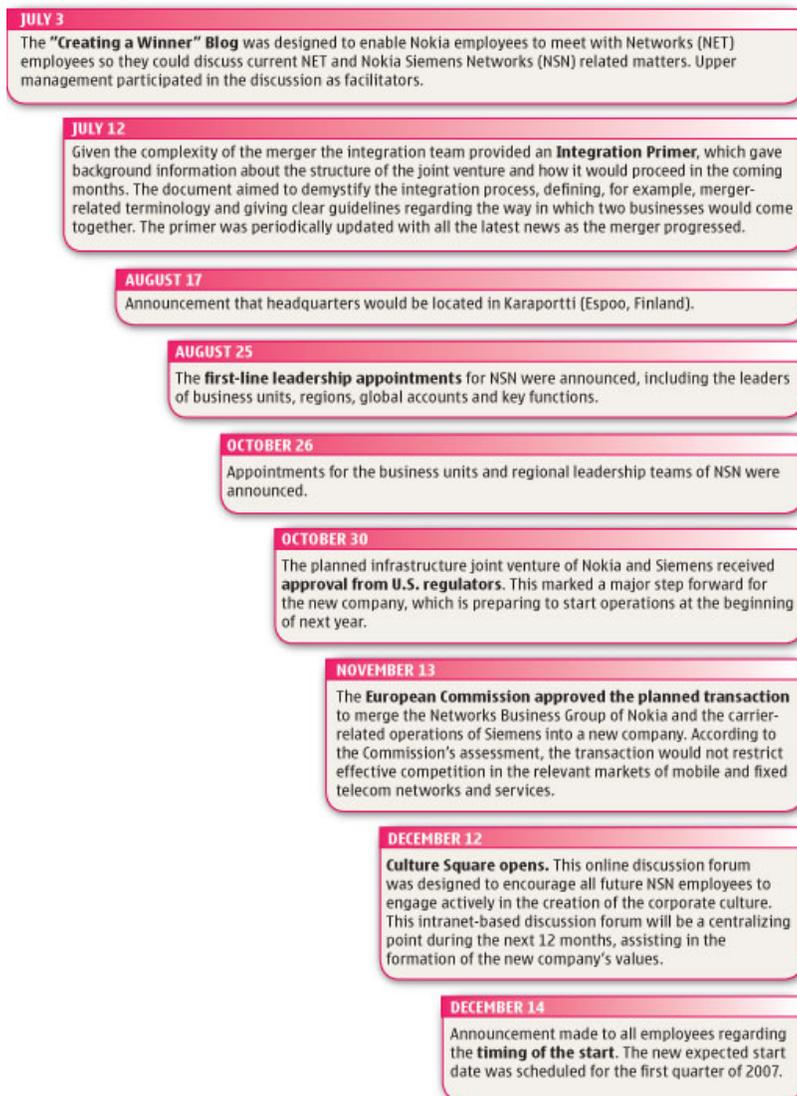 JULY 3
The "Creating a Winner" Blog was designed to enable Nokia employees to meet with Networks (NET)
employees so they could discuss current NET and Nokia Siemens Networks (NSN) related matters. Upper
management participated in the discussion as facilitators.
JULY 12
Given the complexity of the merger the integration team provided an Integration Primer, which gave
background information about the structure of the joint venture and how it would proceed in the coming
months. The document aimed to demystify the integration process, defining, for example, merger-
related terminology and giving clear guidelines regarding the way in which two businesses would come
together. The primer was periodically updated with all the latest news as the merger progressed.
AUGUST 17
Announcement that headquarters would be located in Karaportti (Espoo, Finland).
AUGUST 25
The first-line leadership appointments for NSN were announced, including the leaders
of business units, regions, global accounts and key functions.
OCTOBER 26
Appointments for the business units and regional leadership teams of NSN were
announced.
OCTOBER 30
The planned infrastructure joint venture of Nokia and Siemens received
approval from U.S. regulators. This marked a major step forward for
the new company, which is preparing to start operations at the beginning
of next year.
NOVEMBER 13
The European Commission approved the planned transaction
to merge the Networks Business Group of Nokia and the carrier-
related operations of Siemens into a new company. According to
the Commission's assessment, the transaction would not restrict
effective competition in the relevant markets of mobile and fixed
telecom networks and services.
DECEMBER 12
Culture Square opens. This online discussion forum
was designed to encourage all future NSN employees to
engage actively in the creation of the corporate culture.
This intranet-based discussion forum will be a centralizing
point during the next 12 months, assisting in the
formation of the new company's values.
DECEMBER 14
Announcement made to all employees regarding
the timing of the start. The new expected start
date was scheduled for the first quarter of 2007.